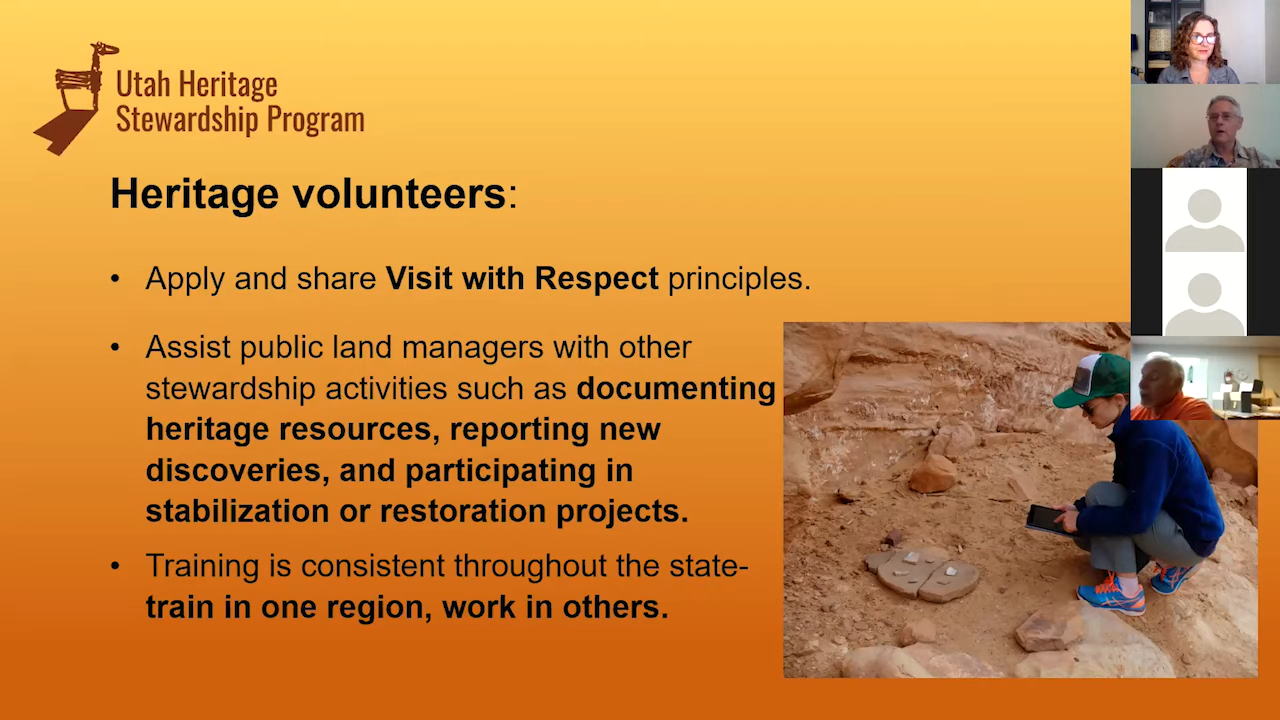 Utah Heritage
Stewardship Program
Heritage volunteers:
• Apply and share Visit with Respect principles.
• Assist public land managers with other
stewardship activities such as documenting
heritage resources, reporting new
discoveries, and participating in
stabilization or restoration projects.
• Training is consistent throughout the state-
train in one region, work in others.